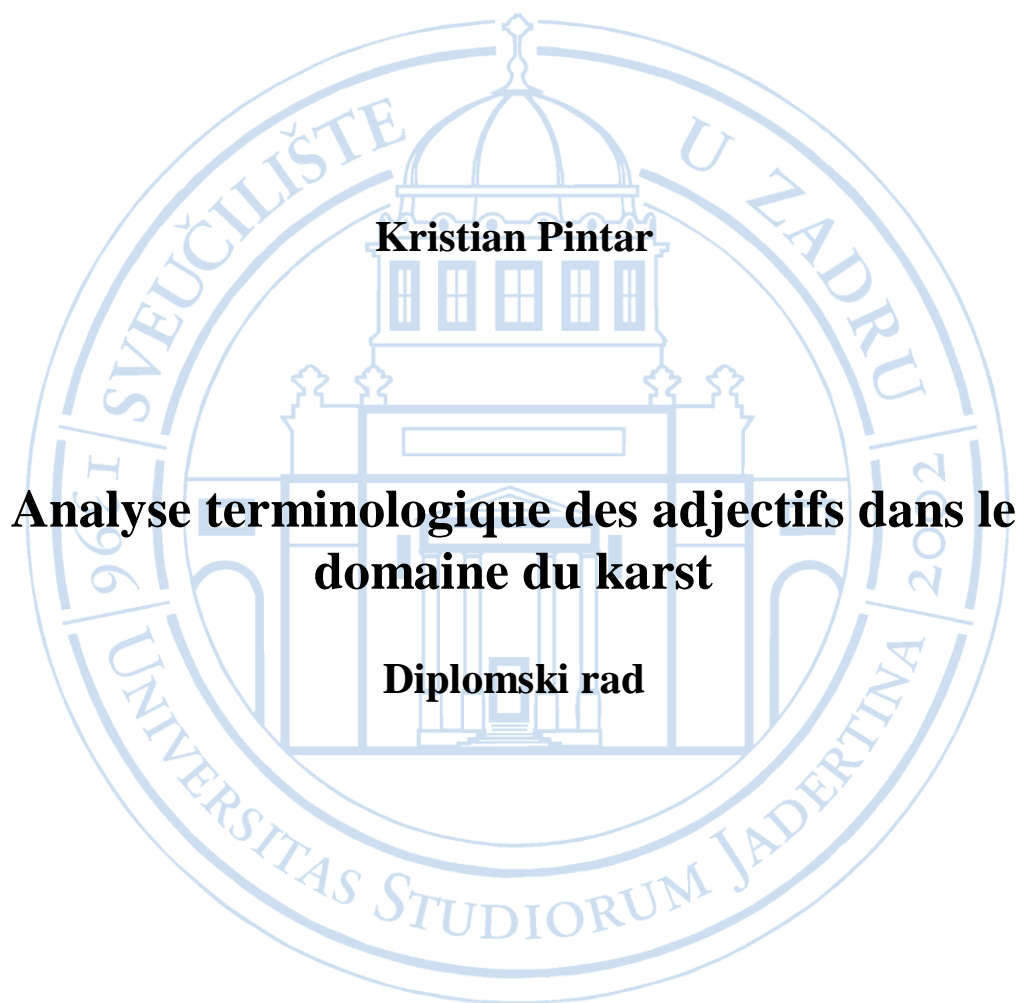 SVEUČILIŠTE U ZADRU
Kristian Pintar
1396
2002
Analyse terminologique des adjectifs dans le
domaine du karst
Diplomski rad
UNIVERSITAS STUDIORUM JADERTINA